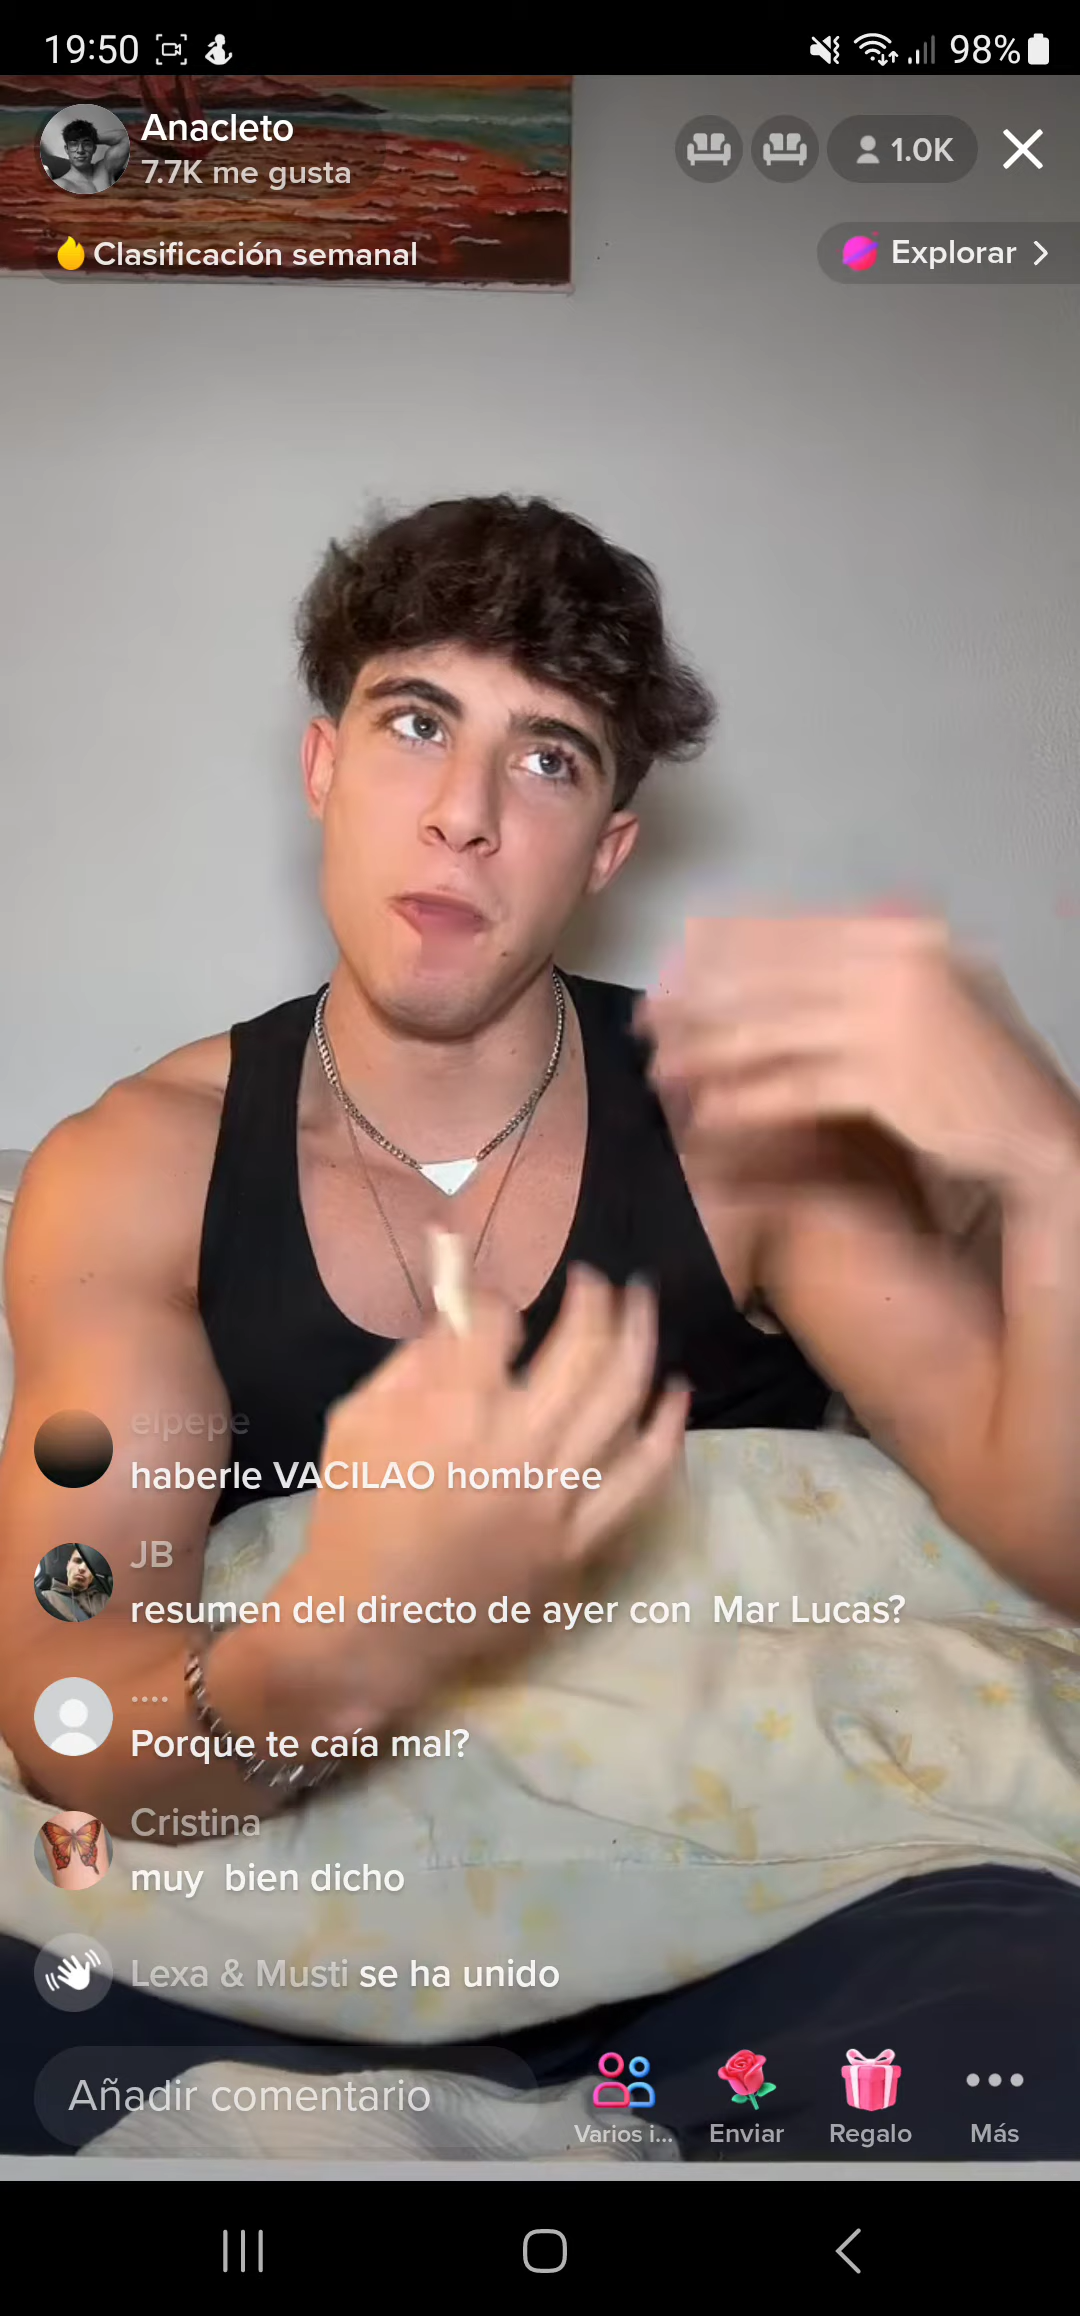 19:50
98%
Anacleto
7.7K me gusta
1.0K
Clasificación semanal
Explorar
elpepe
haberle VACILAO hombree
JB
resumen del directo de ayer con  Mar Lucas?
....
Porque te caía mal?
Cristina
muy  bien dicho
Lexa & Musti se ha unido
Añadir comentario
Varios i...
Enviar
Regalo
Más